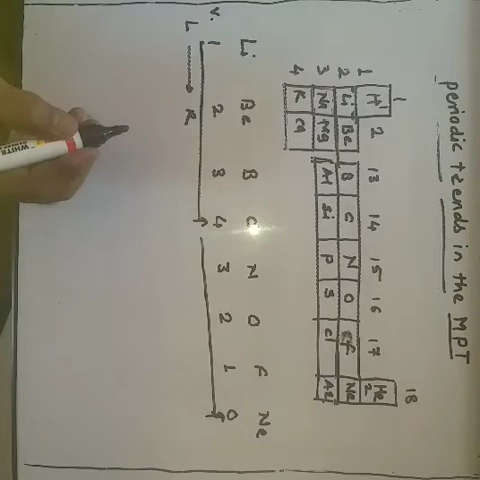 periodic trends in the MPT
18
1 2 13 14 15 16 17
1 H He
2
2 Li Be B C N O F Ne
3 Na Mg Al Si P S Cl Ar
4 K Ca
Li Be B C N O F Ne
V. 1 2 3 4 3 2 1 0
L R
WHITE